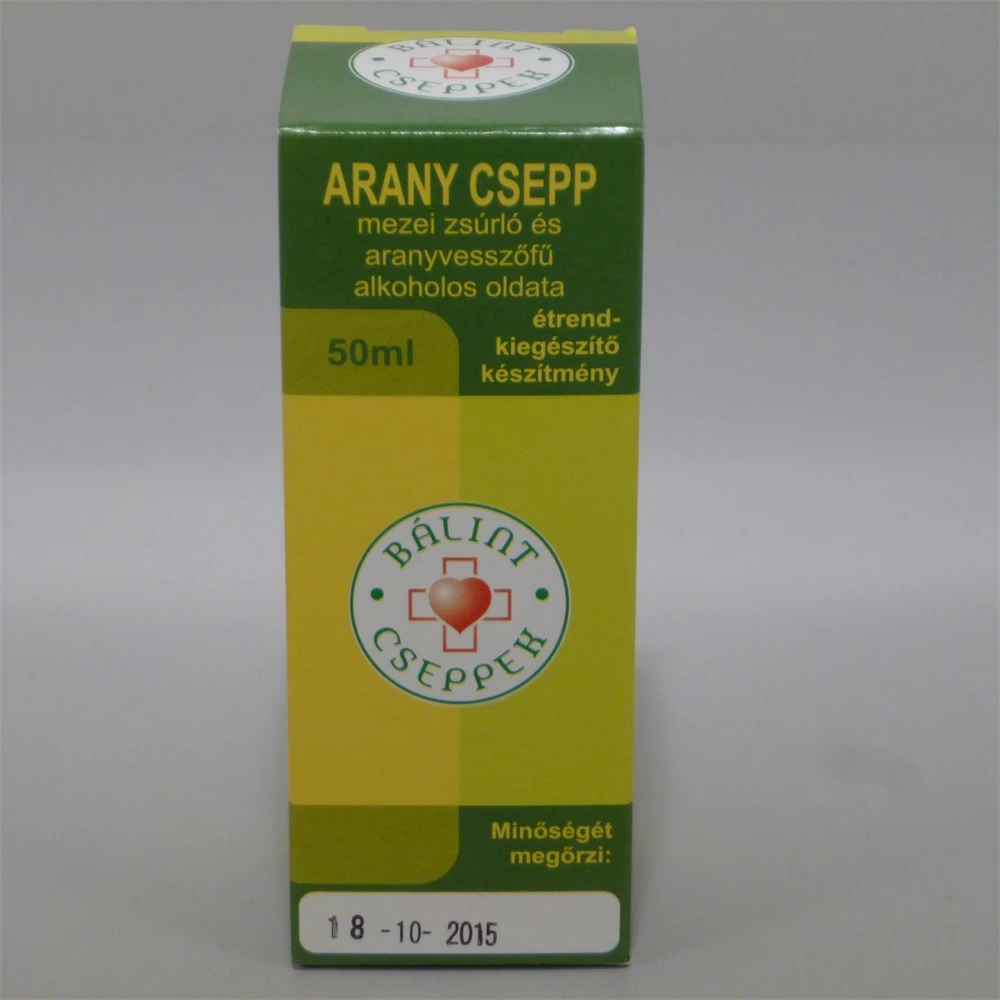 BÁLINT
CSEPPEK
ARANY CSEPP
mezei zsúrló és
aranyvesszőfű
alkoholos oldata
étrend-
kiegészítő
készítmény
50ml
BÁLINT
CSEPPEK
Minőségét
megőrzi:
18 -10- 2015